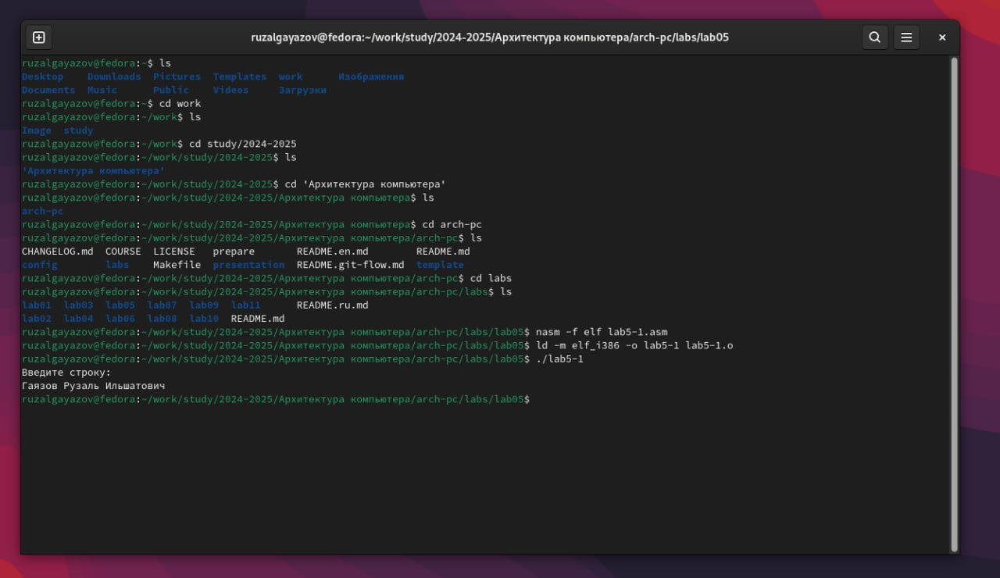 ruzalgayazov@fedora:~/work/study/2024-2025/Архитектура компьютера/arch-pc/labs/lab05
ruzalgayazov@fedora:~$ ls
Desktop    Downloads  Pictures  Templates  work      Изображения
Documents  Music      Public    Videos     Загрузки
ruzalgayazov@fedora:~$ cd work
ruzalgayazov@fedora:~/work$ ls
Image  study
ruzalgayazov@fedora:~/work$ cd study/2024-2025
ruzalgayazov@fedora:~/work/study/2024-2025$ ls
'Архитектура компьютера'
ruzalgayazov@fedora:~/work/study/2024-2025$ cd 'Архитектура компьютера'
ruzalgayazov@fedora:~/work/study/2024-2025/Архитектура компьютера$ ls
arch-pc
ruzalgayazov@fedora:~/work/study/2024-2025/Архитектура компьютера$ cd arch-pc
ruzalgayazov@fedora:~/work/study/2024-2025/Архитектура компьютера/arch-pc$ ls
CHANGELOG.md  COURSE  LICENSE   prepare       README.en.md        README.md
config        labs    Makefile  presentation  README.git-flow.md  template
ruzalgayazov@fedora:~/work/study/2024-2025/Архитектура компьютера/arch-pc$ cd labs
ruzalgayazov@fedora:~/work/study/2024-2025/Архитектура компьютера/arch-pc/labs$ ls
lab01  lab03  lab05  lab07  lab09  lab11      README.ru.md
lab02  lab04  lab06  lab08  lab10  README.md
ruzalgayazov@fedora:~/work/study/2024-2025/Архитектура компьютера/arch-pc/labs/lab05$ nasm -f elf lab5-1.asm
ruzalgayazov@fedora:~/work/study/2024-2025/Архитектура компьютера/arch-pc/labs/lab05$ ld -m elf_i386 -o lab5-1 lab5-1.o
ruzalgayazov@fedora:~/work/study/2024-2025/Архитектура компьютера/arch-pc/labs/lab05$ ./lab5-1
Введите строку:
Гаязов Рузаль Ильшатович
ruzalgayazov@fedora:~/work/study/2024-2025/Архитектура компьютера/arch-pc/labs/lab05$